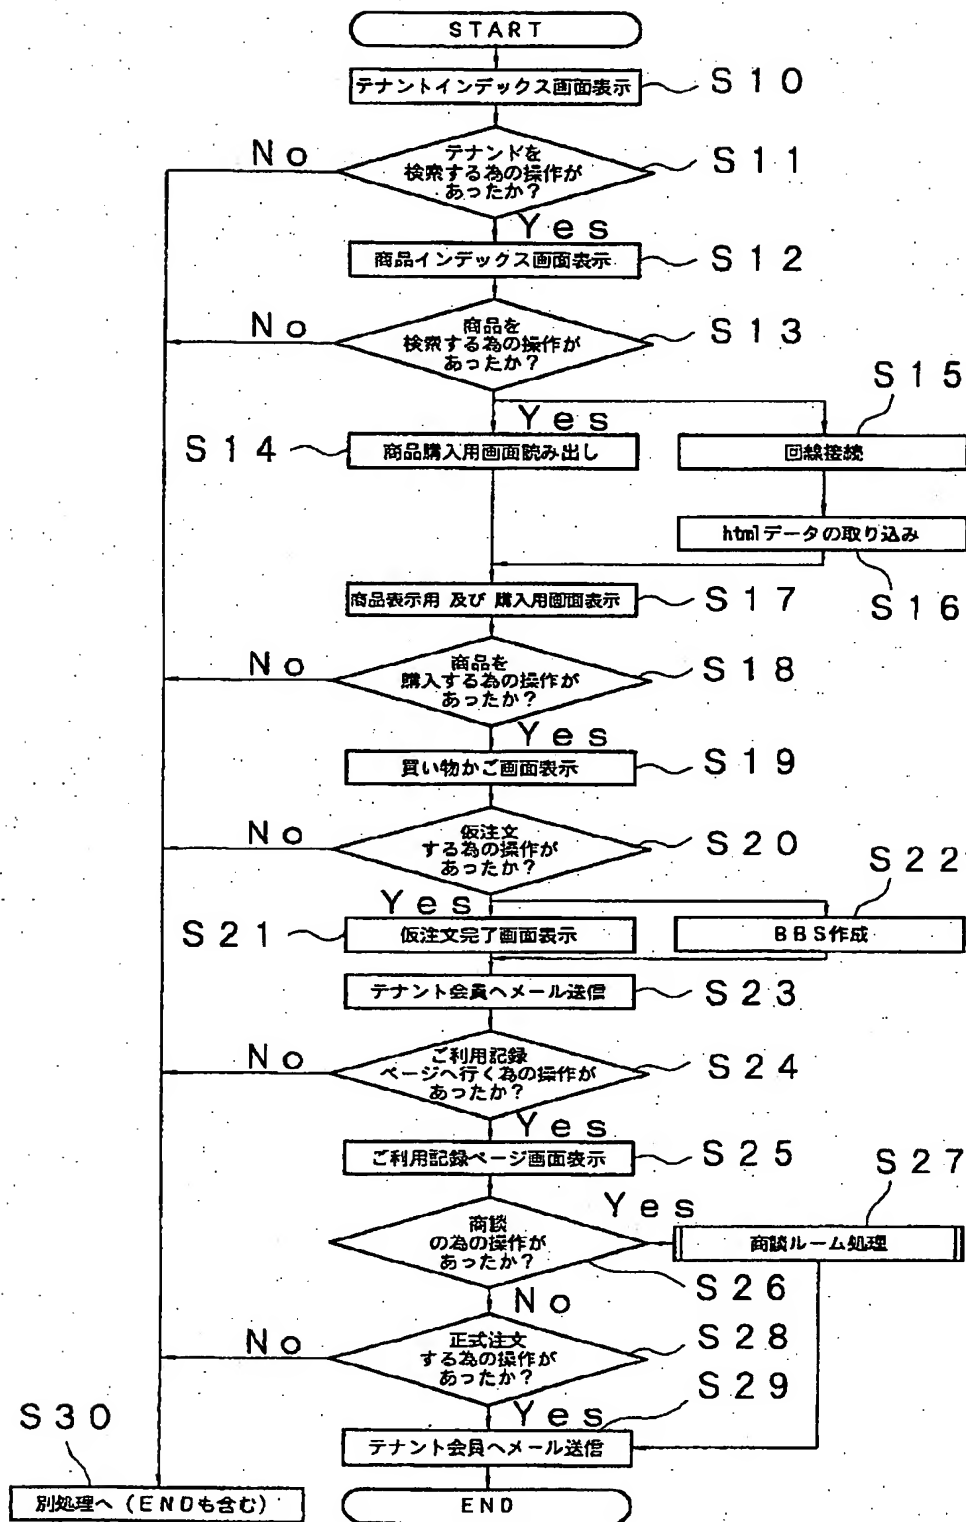 START
テナントインデックス画面表示
S10
テナンドを
検索する為の操作が
あったか?
S11
No
Yes
商品インデックス画面表示
S12
商品を
検索する為の操作が
あったか?
S13
No
Yes
S15
S14
商品購入用画面読み出し
回線接続
htmlデータの取り込み
S16
商品表示用 及び 購入用画面表示
S17
商品を
購入する為の操作が
あったか?
S18
No
Yes
買い物かご画面表示
S19
仮注文
する為の操作が
あったか?
S20
No
Yes
S22
S21
仮注文完了画面表示
BBS作成
テナント会員へメール送信
S23
ご利用記録
ページへ行く為の操作が
あったか?
S24
No
Yes
ご利用記録ページ画面表示
S25
S27
商談
の為の操作が
あったか?
Yes
商談ルーム処理
S26
No
正式注文
する為の操作が
あったか?
S28
No
Yes
S29
テナント会員へメール送信
S30
別処理へ(ENDも含む)
END